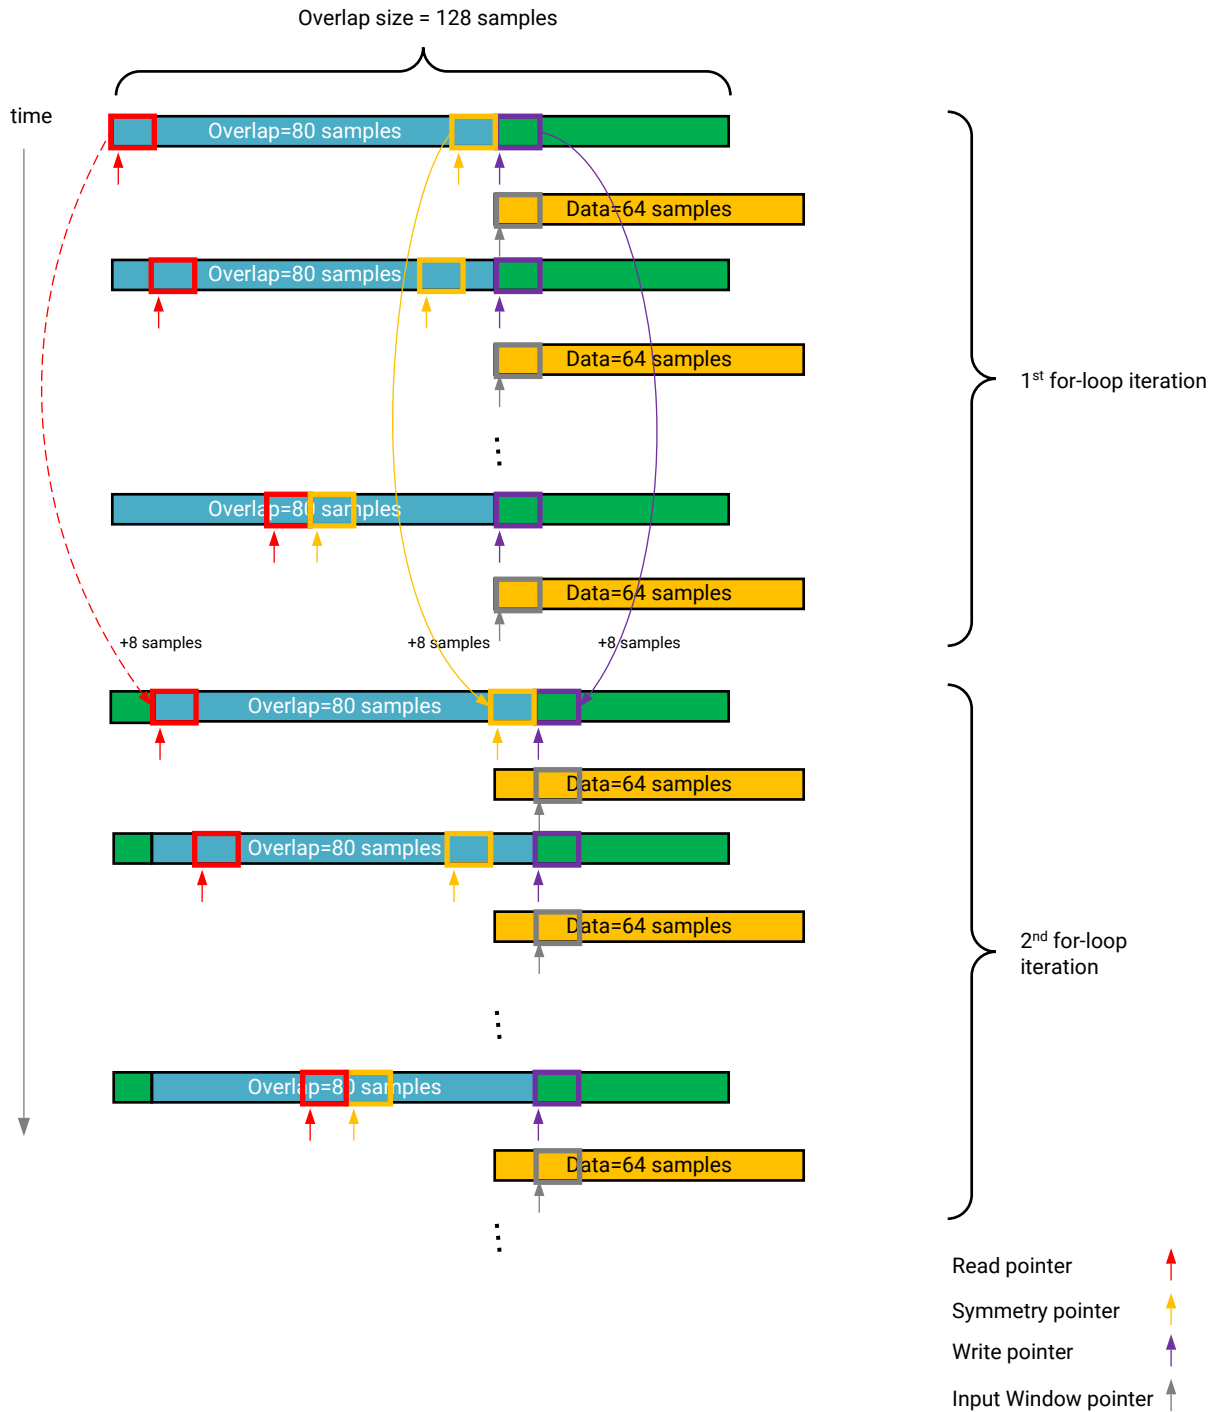 Overlap size = 128 samples
time
Overlap=80 samples
Data=64 samples
Overlap=80 samples
Data=64 samples
1st for-loop iteration
⋮
Overlap=80 samples
Data=64 samples
+8 samples
+8 samples
+8 samples
Overlap=80 samples
Data=64 samples
Overlap=80 samples
Data=64 samples
2nd for-loop
iteration
⋮
Overlap=80 samples
Data=64 samples
⋮
Read pointer
Symmetry pointer
Write pointer
Input Window pointer